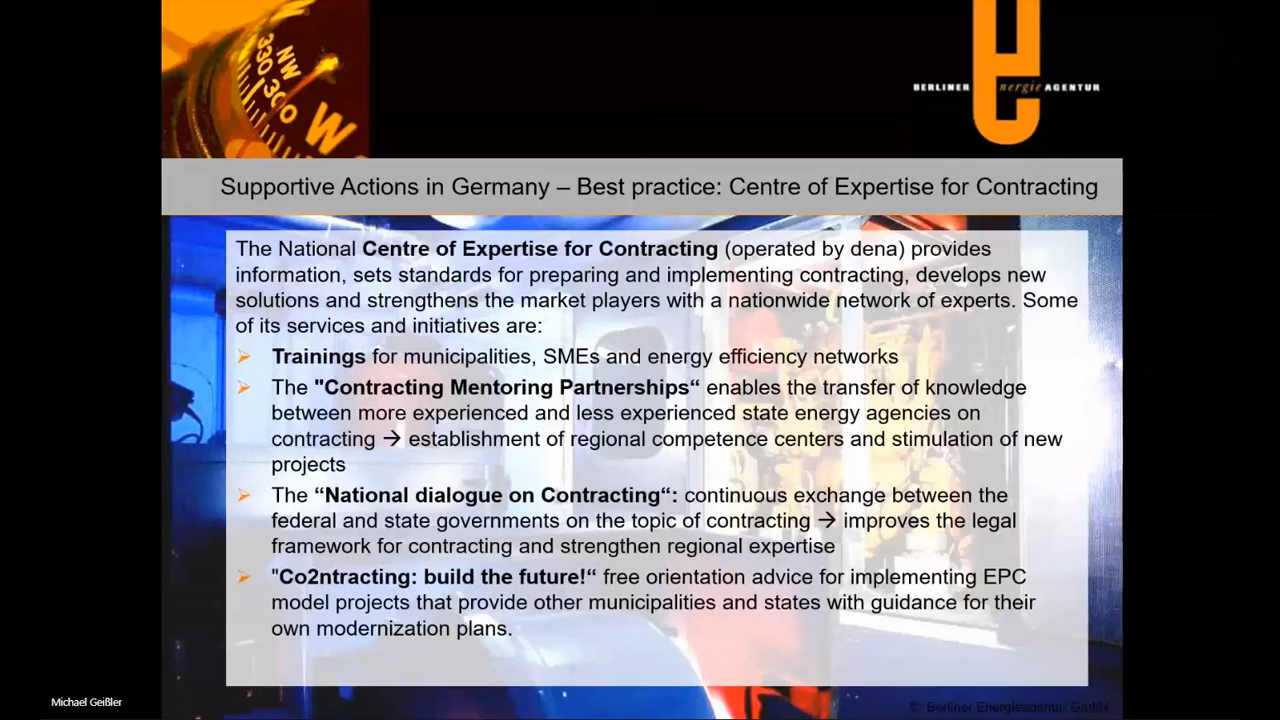 330
NW
300
W
BERLINER energie AGENTUR
Supportive Actions in Germany – Best practice: Centre of Expertise for Contracting
The National Centre of Expertise for Contracting (operated by dena) provides
information, sets standards for preparing and implementing contracting, develops new
solutions and strengthens the market players with a nationwide network of experts. Some
of its services and initiatives are:
Trainings for municipalities, SMEs and energy efficiency networks
The "Contracting Mentoring Partnerships“ enables the transfer of knowledge
between more experienced and less experienced state energy agencies on
contracting → establishment of regional competence centers and stimulation of new
projects
The “National dialogue on Contracting“: continuous exchange between the
federal and state governments on the topic of contracting → improves the legal
framework for contracting and strengthen regional expertise
"Co2ntracting: build the future!“ free orientation advice for implementing EPC
model projects that provide other municipalities and states with guidance for their
own modernization plans.
Michael Geißler
© Berliner Energieagentur GmbH